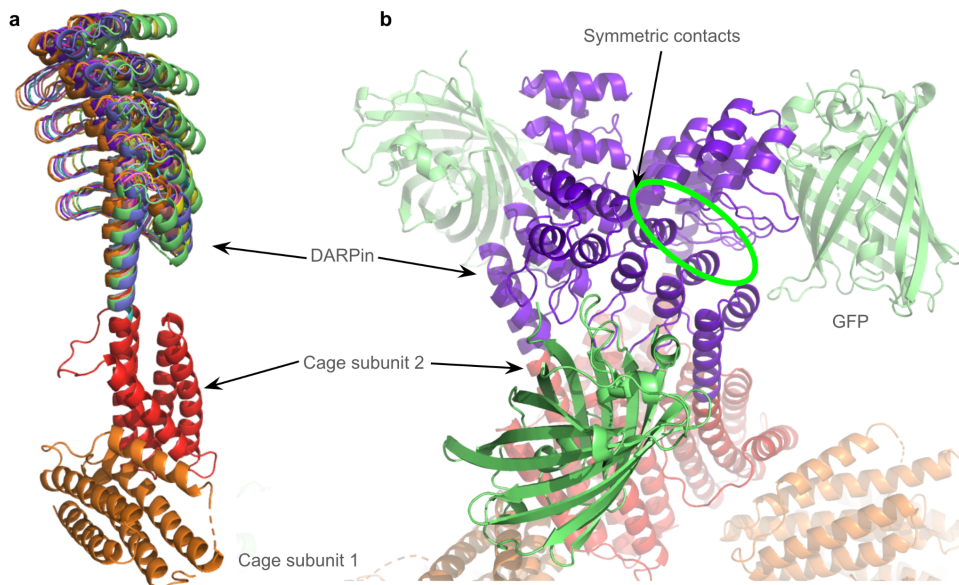 a
b
Symmetric contacts
DARPin
GFP
Cage subunit 2
Cage subunit 1